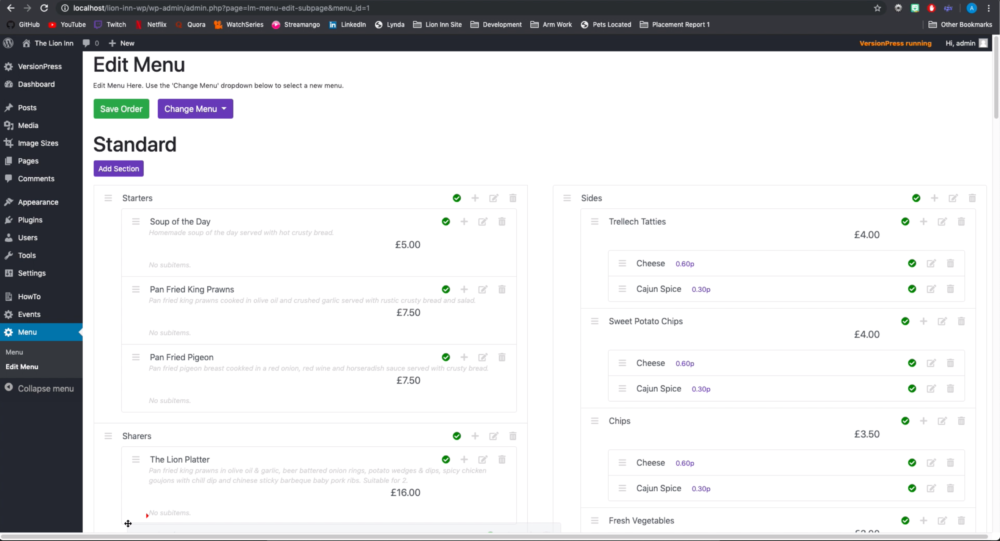 localhost/lion-inn-wp/wp-admin/admin.php?page=lm-menu-edit-subpage&menu_id=1
A
GitHub YouTube Twitch Netflix Quora WatchSeries Streamango LinkedIn Lynda Lion Inn Site Development Arm Work Pets Located Placement Report 1 Other Bookmarks
The Lion Inn 0 New VersionPress running Hi, admin
VersionPress
Dashboard
Posts
Media
Image Sizes
Pages
Comments
Appearance
Plugins
Users
Tools
Settings
HowTo
Events
Menu
Menu
Edit Menu
Collapse menu
Edit Menu
Edit Menu Here. Use the 'Change Menu' dropdown below to select a new menu.
Save Order Change Menu
Standard
Add Section
Starters
Soup of the Day
Homemade soup of the day served with hot crusty bread.
£5.00
No subitems.
Pan Fried King Prawns
Pan fried king prawns cooked in olive oil and crushed garlic served with rustic crusty bread and salad.
£7.50
No subitems.
Pan Fried Pigeon
Pan fried pigeon breast cookked in a red onion, red wine and horseradish sauce served with crusty bread.
£7.50
No subitems.
Sharers
The Lion Platter
Pan fried king prawns in olive oil & garlic, beer battered onion rings, potato wedges & dips, spicy chicken
goujons with chill dip and chinese sticky barbeque baby pork ribs. Suitable for 2.
£16.00
No subitems.
Sides
Trellech Tatties
£4.00
Cheese 0.60p
Cajun Spice 0.30p
Sweet Potato Chips
£4.00
Cheese 0.60p
Cajun Spice 0.30p
Chips
£3.50
Cheese 0.60p
Cajun Spice 0.30p
Fresh Vegetables